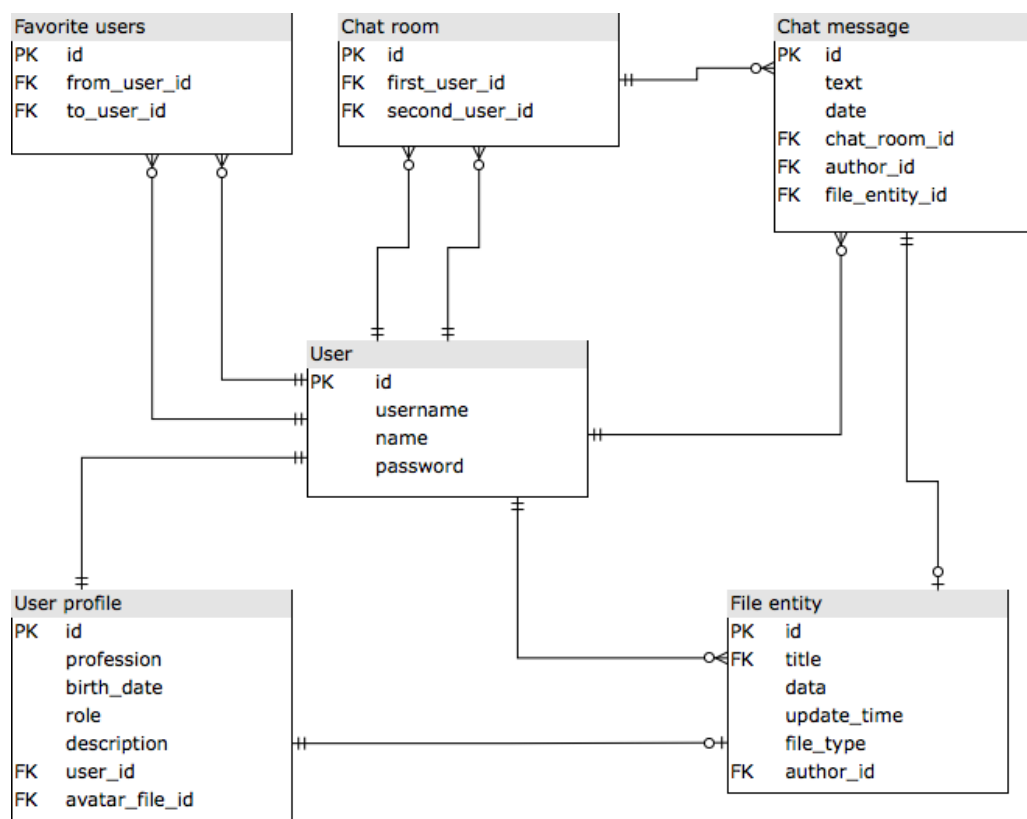 Favorite users
PK id
FK from_user_id
FK to_user_id
Chat room
PK id
FK first_user_id
FK second_user_id
Chat message
PK id
text
date
FK chat_room_id
FK author_id
FK file_entity_id
User
PK id
username
name
password
User profile
PK id
profession
birth_date
role
description
FK user_id
FK avatar_file_id
File entity
PK id
FK title
data
update_time
file_type
FK author_id